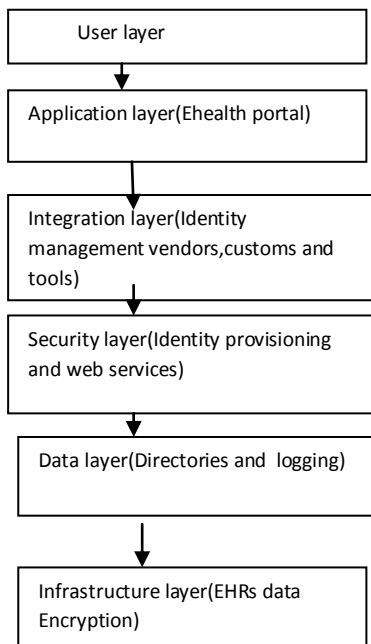 User layer
Application layer(Ehealth portal)
Integration layer(Identity
management vendors,customs and
tools)
Security layer(Identity provisioning
and web services)
Data layer(Directories and logging)
Infrastructure layer(EHRs data
Encryption)